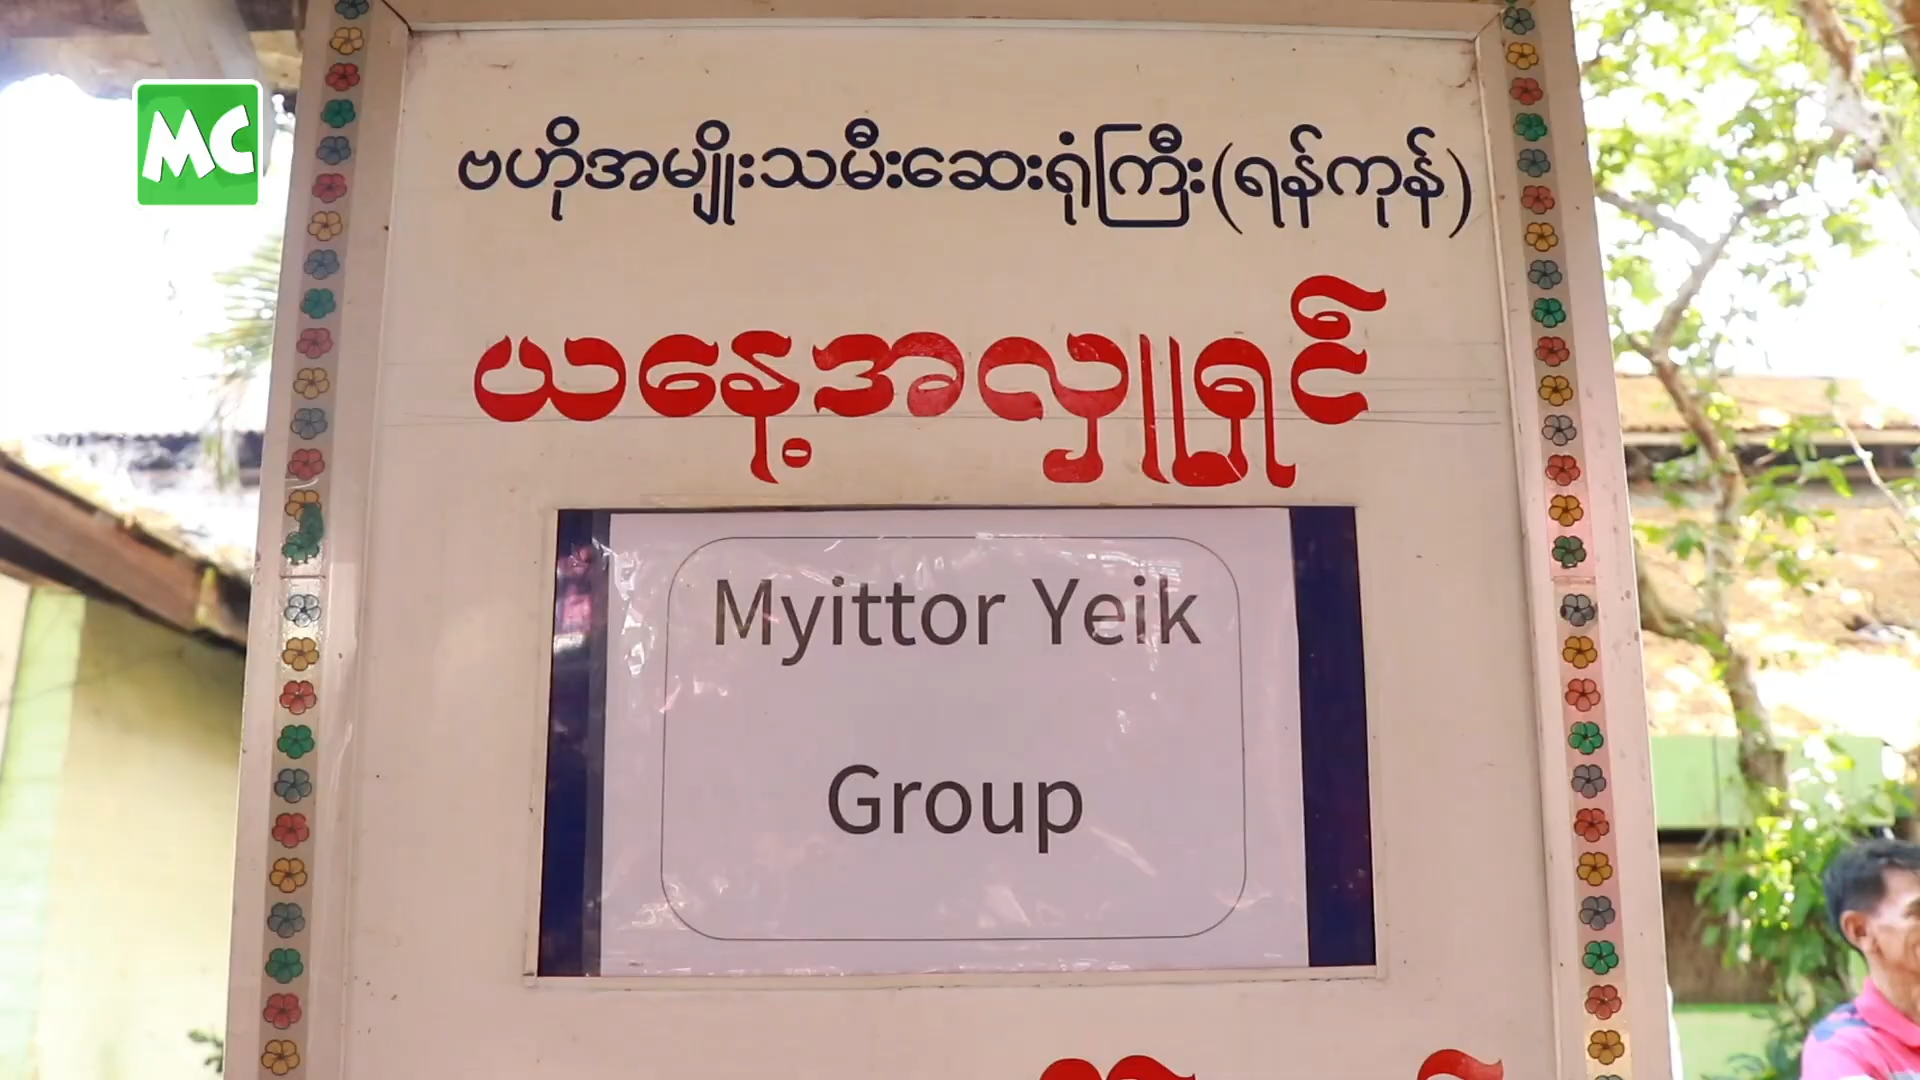 MC
ဗဟိုအမျိုးသမီးဆေးရုံကြီး(ရန်ကုန်)
ယနေ့အလှူရှင်
Myittor Yeik
Group